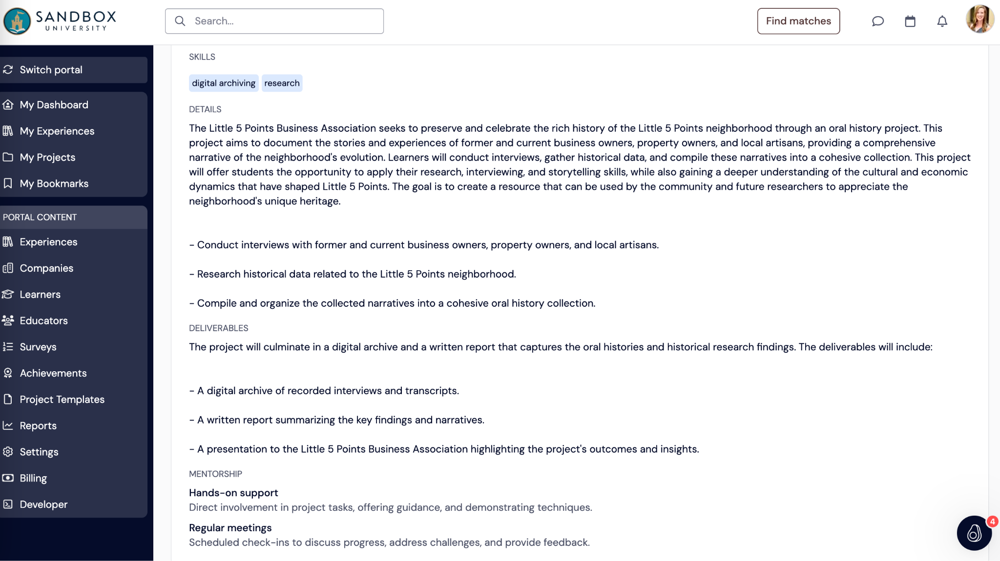 SANDBOX
UNIVERSITY
Search...
Find matches
Switch portal
My Dashboard
My Experiences
My Projects
My Bookmarks
PORTAL CONTENT
Experiences
Companies
Learners
Educators
Surveys
Achievements
Project Templates
Reports
Settings
Billing
Developer
SKILLS
digital archiving research
DETAILS
The Little 5 Points Business Association seeks to preserve and celebrate the rich history of the Little 5 Points neighborhood through an oral history project. This
project aims to document the stories and experiences of former and current business owners, property owners, and local artisans, providing a comprehensive
narrative of the neighborhood's evolution. Learners will conduct interviews, gather historical data, and compile these narratives into a cohesive collection. This project
will offer students the opportunity to apply their research, interviewing, and storytelling skills, while also gaining a deeper understanding of the cultural and economic
dynamics that have shaped Little 5 Points. The goal is to create a resource that can be used by the community and future researchers to appreciate the
neighborhood's unique heritage.
- Conduct interviews with former and current business owners, property owners, and local artisans.
- Research historical data related to the Little 5 Points neighborhood.
- Compile and organize the collected narratives into a cohesive oral history collection.
DELIVERABLES
The project will culminate in a digital archive and a written report that captures the oral histories and historical research findings. The deliverables will include:
- A digital archive of recorded interviews and transcripts.
- A written report summarizing the key findings and narratives.
- A presentation to the Little 5 Points Business Association highlighting the project's outcomes and insights.
MENTORSHIP
Hands-on support
Direct involvement in project tasks, offering guidance, and demonstrating techniques.
Regular meetings
Scheduled check-ins to discuss progress, address challenges, and provide feedback.
4